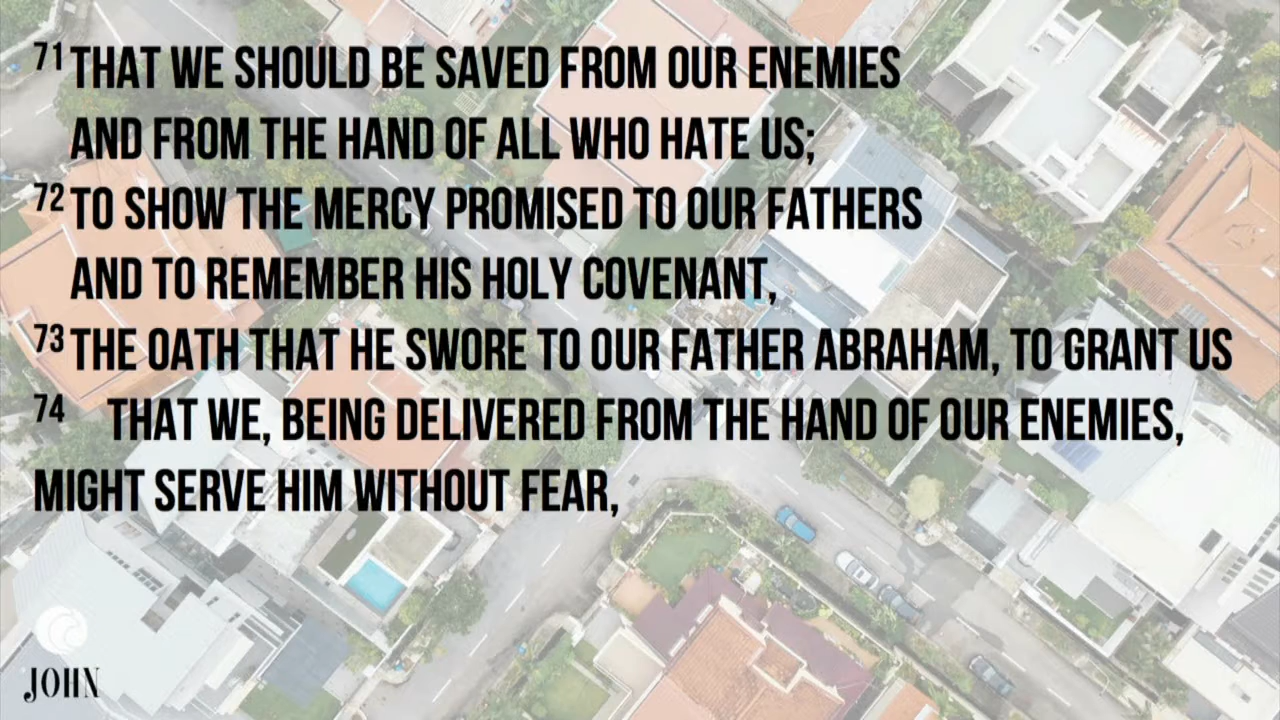 71 THAT WE SHOULD BE SAVED FROM OUR ENEMIES
AND FROM THE HAND OF ALL WHO HATE US;
72 TO SHOW THE MERCY PROMISED TO OUR FATHERS
AND TO REMEMBER HIS HOLY COVENANT,
73 THE OATH THAT HE SWORE TO OUR FATHER ABRAHAM, TO GRANT US
74 THAT WE, BEING DELIVERED FROM THE HAND OF OUR ENEMIES,
MIGHT SERVE HIM WITHOUT FEAR,
JOHN